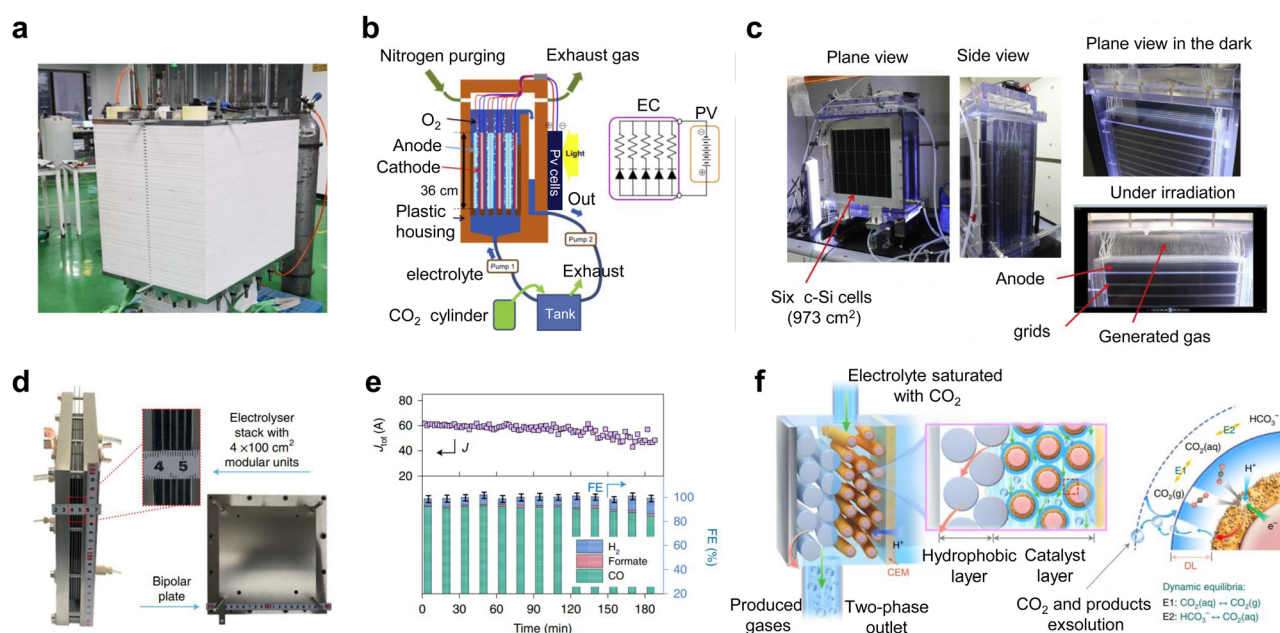 a
b
Nitrogen purging
Exhaust gas
O2
Anode
Cathode
36 cm
Plastic
housing
Pv cells
Light
Out
Pump 1
Pump 2
electrolyte
Exhaust
CO2 cylinder
Tank
EC
PV
c
Plane view
Side view
Plane view in the dark
Under irradiation
Six c-Si cells
(973 cm²)
Anode
grids
Generated gas
d
4 5
Electrolyser
stack with
4 ×100 cm²
modular units
Bipolar
plate
e
Jtot (A)
80
60
40
20
J
FE
100
80
60
40
20
FE (%)
H2
Formate
CO
0 30 60 90 120 150 180
Time (min)
f
Electrolyte saturated
with CO2
H⁺
CEM
Produced
gases
Two-phase
outlet
Hydrophobic
layer
Catalyst
layer
CO2 and products
exsolution
HCO3⁻
E2
CO2(aq)
E1
CO2(g)
H⁺
e⁻
DL
Dynamic equilibria:
E1: CO2(aq) ↔ CO2(g)
E2: HCO3⁻ ↔ CO2(aq)